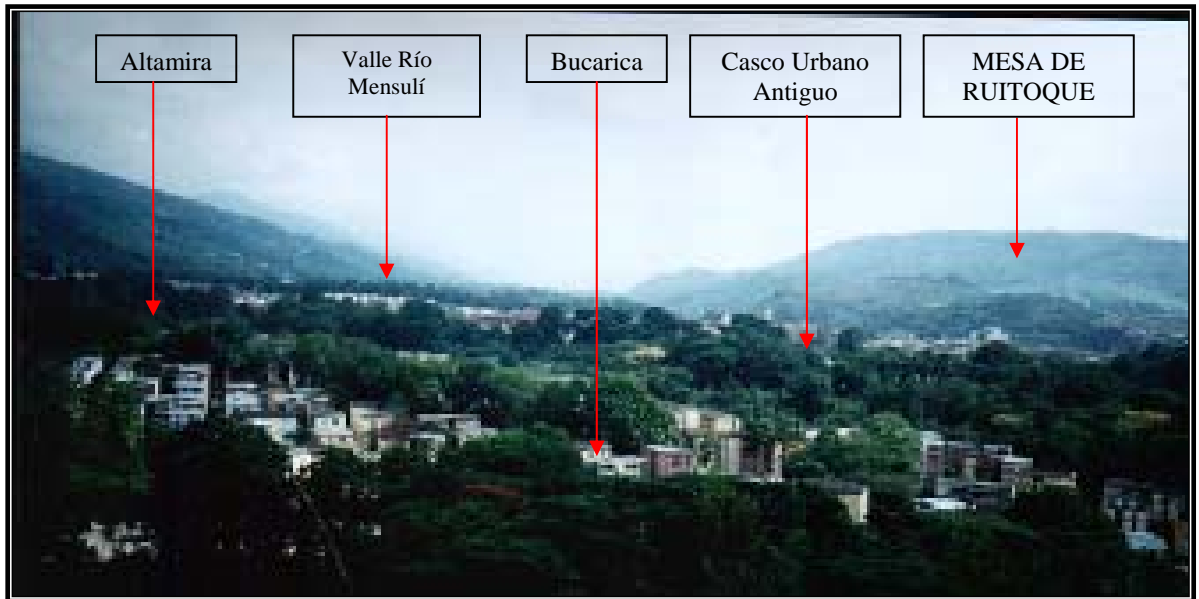 Altamira
Valle Río
Mensulí
Bucarica
Casco Urbano
Antiguo
MESA DE
RUITOQUE